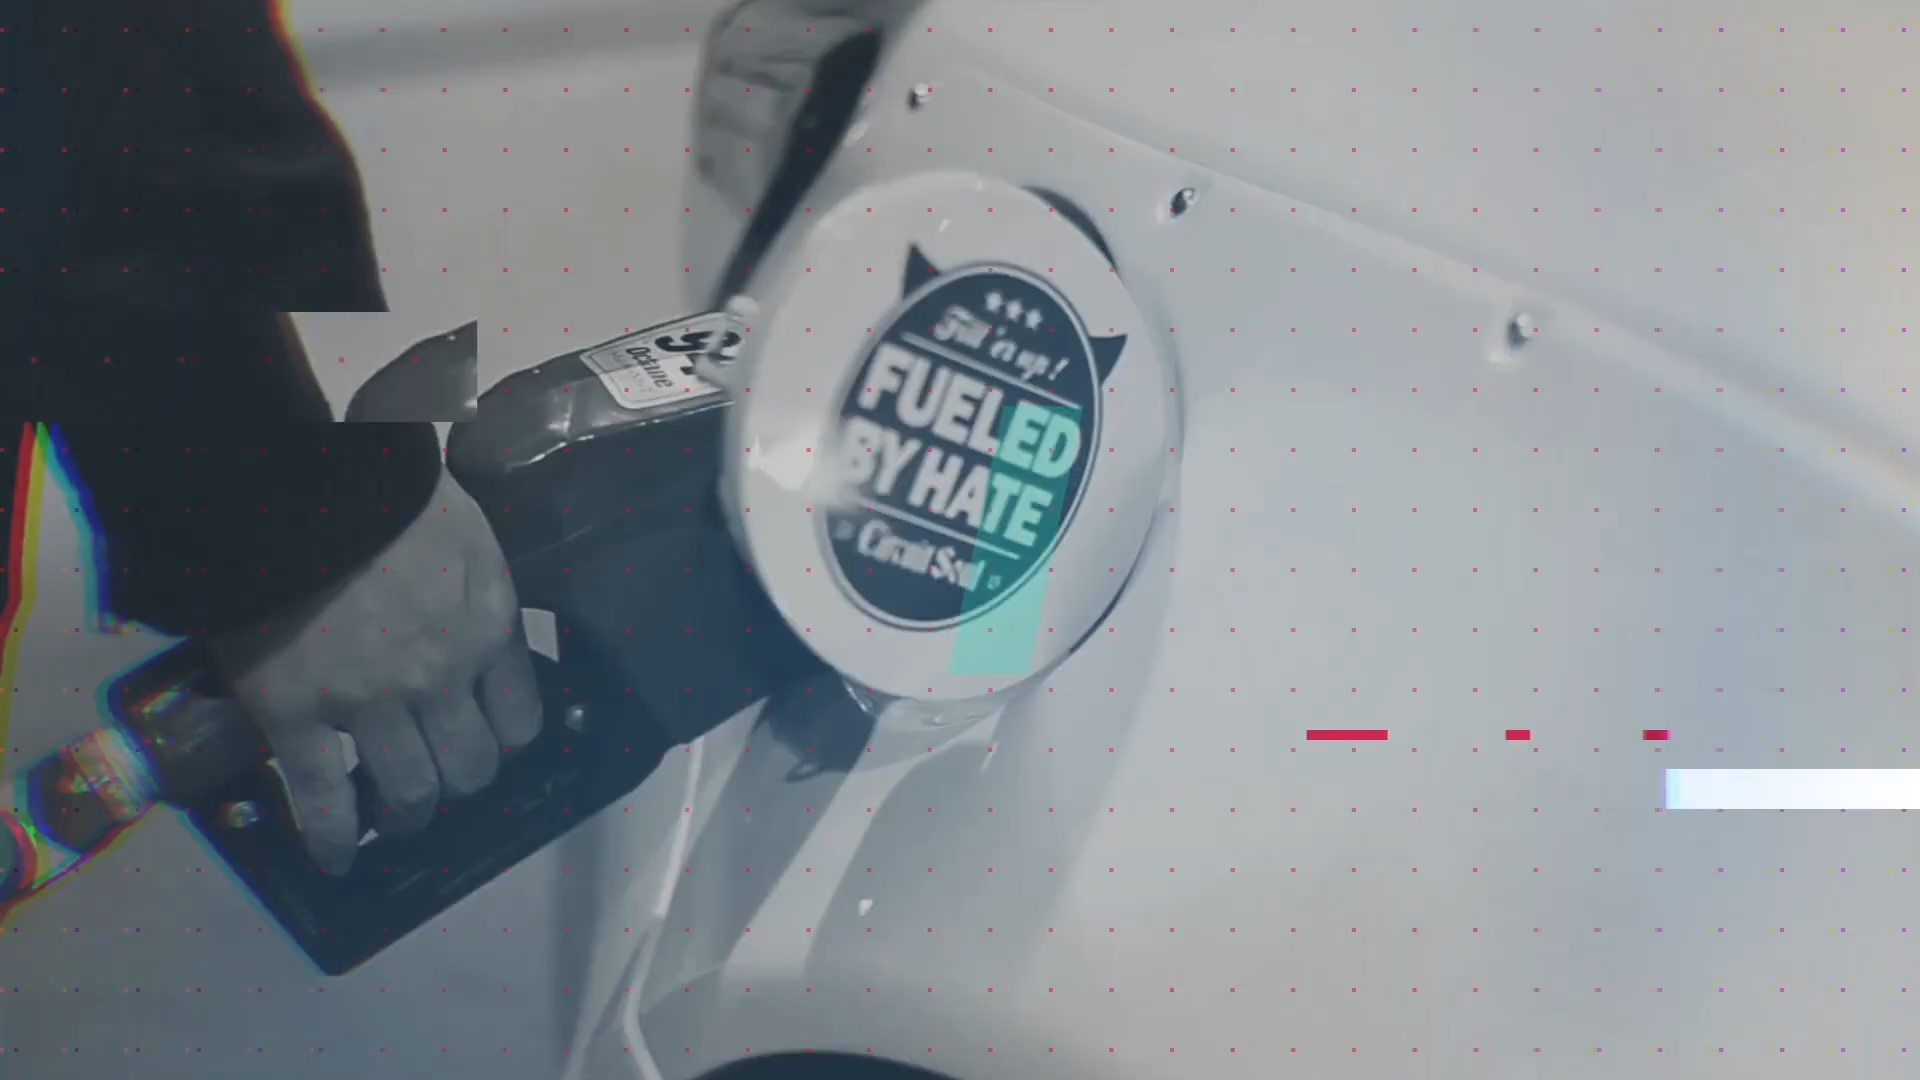 Octane
Fill 'er up!
FUELED
BY HATE
Circuit Soul